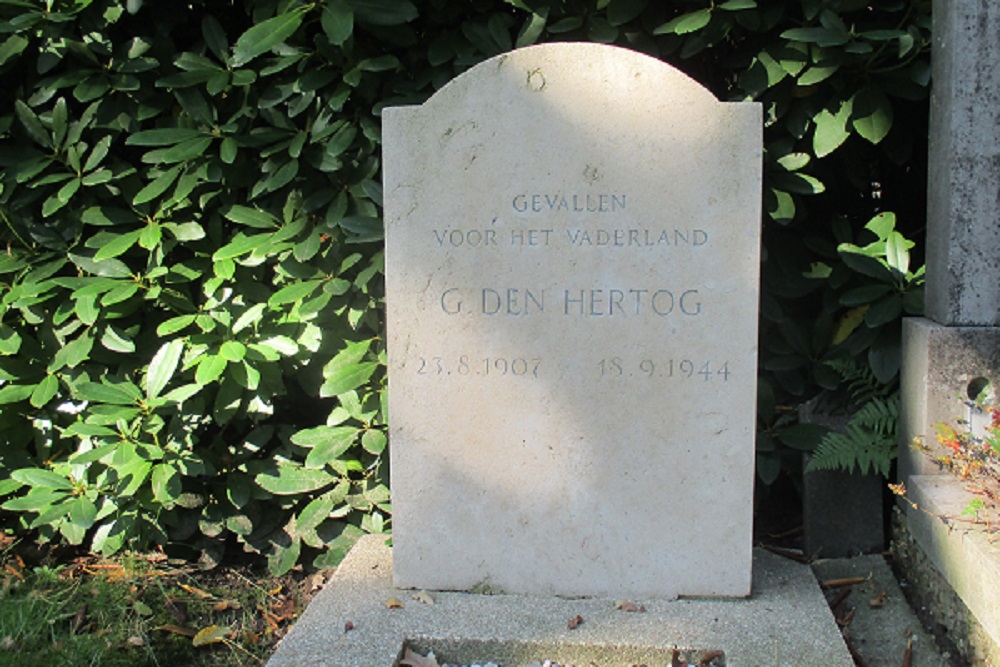 GEVALLEN
VOOR HET VADERLAND
G. DEN HERTOG
23.8.1907 18.9.1944